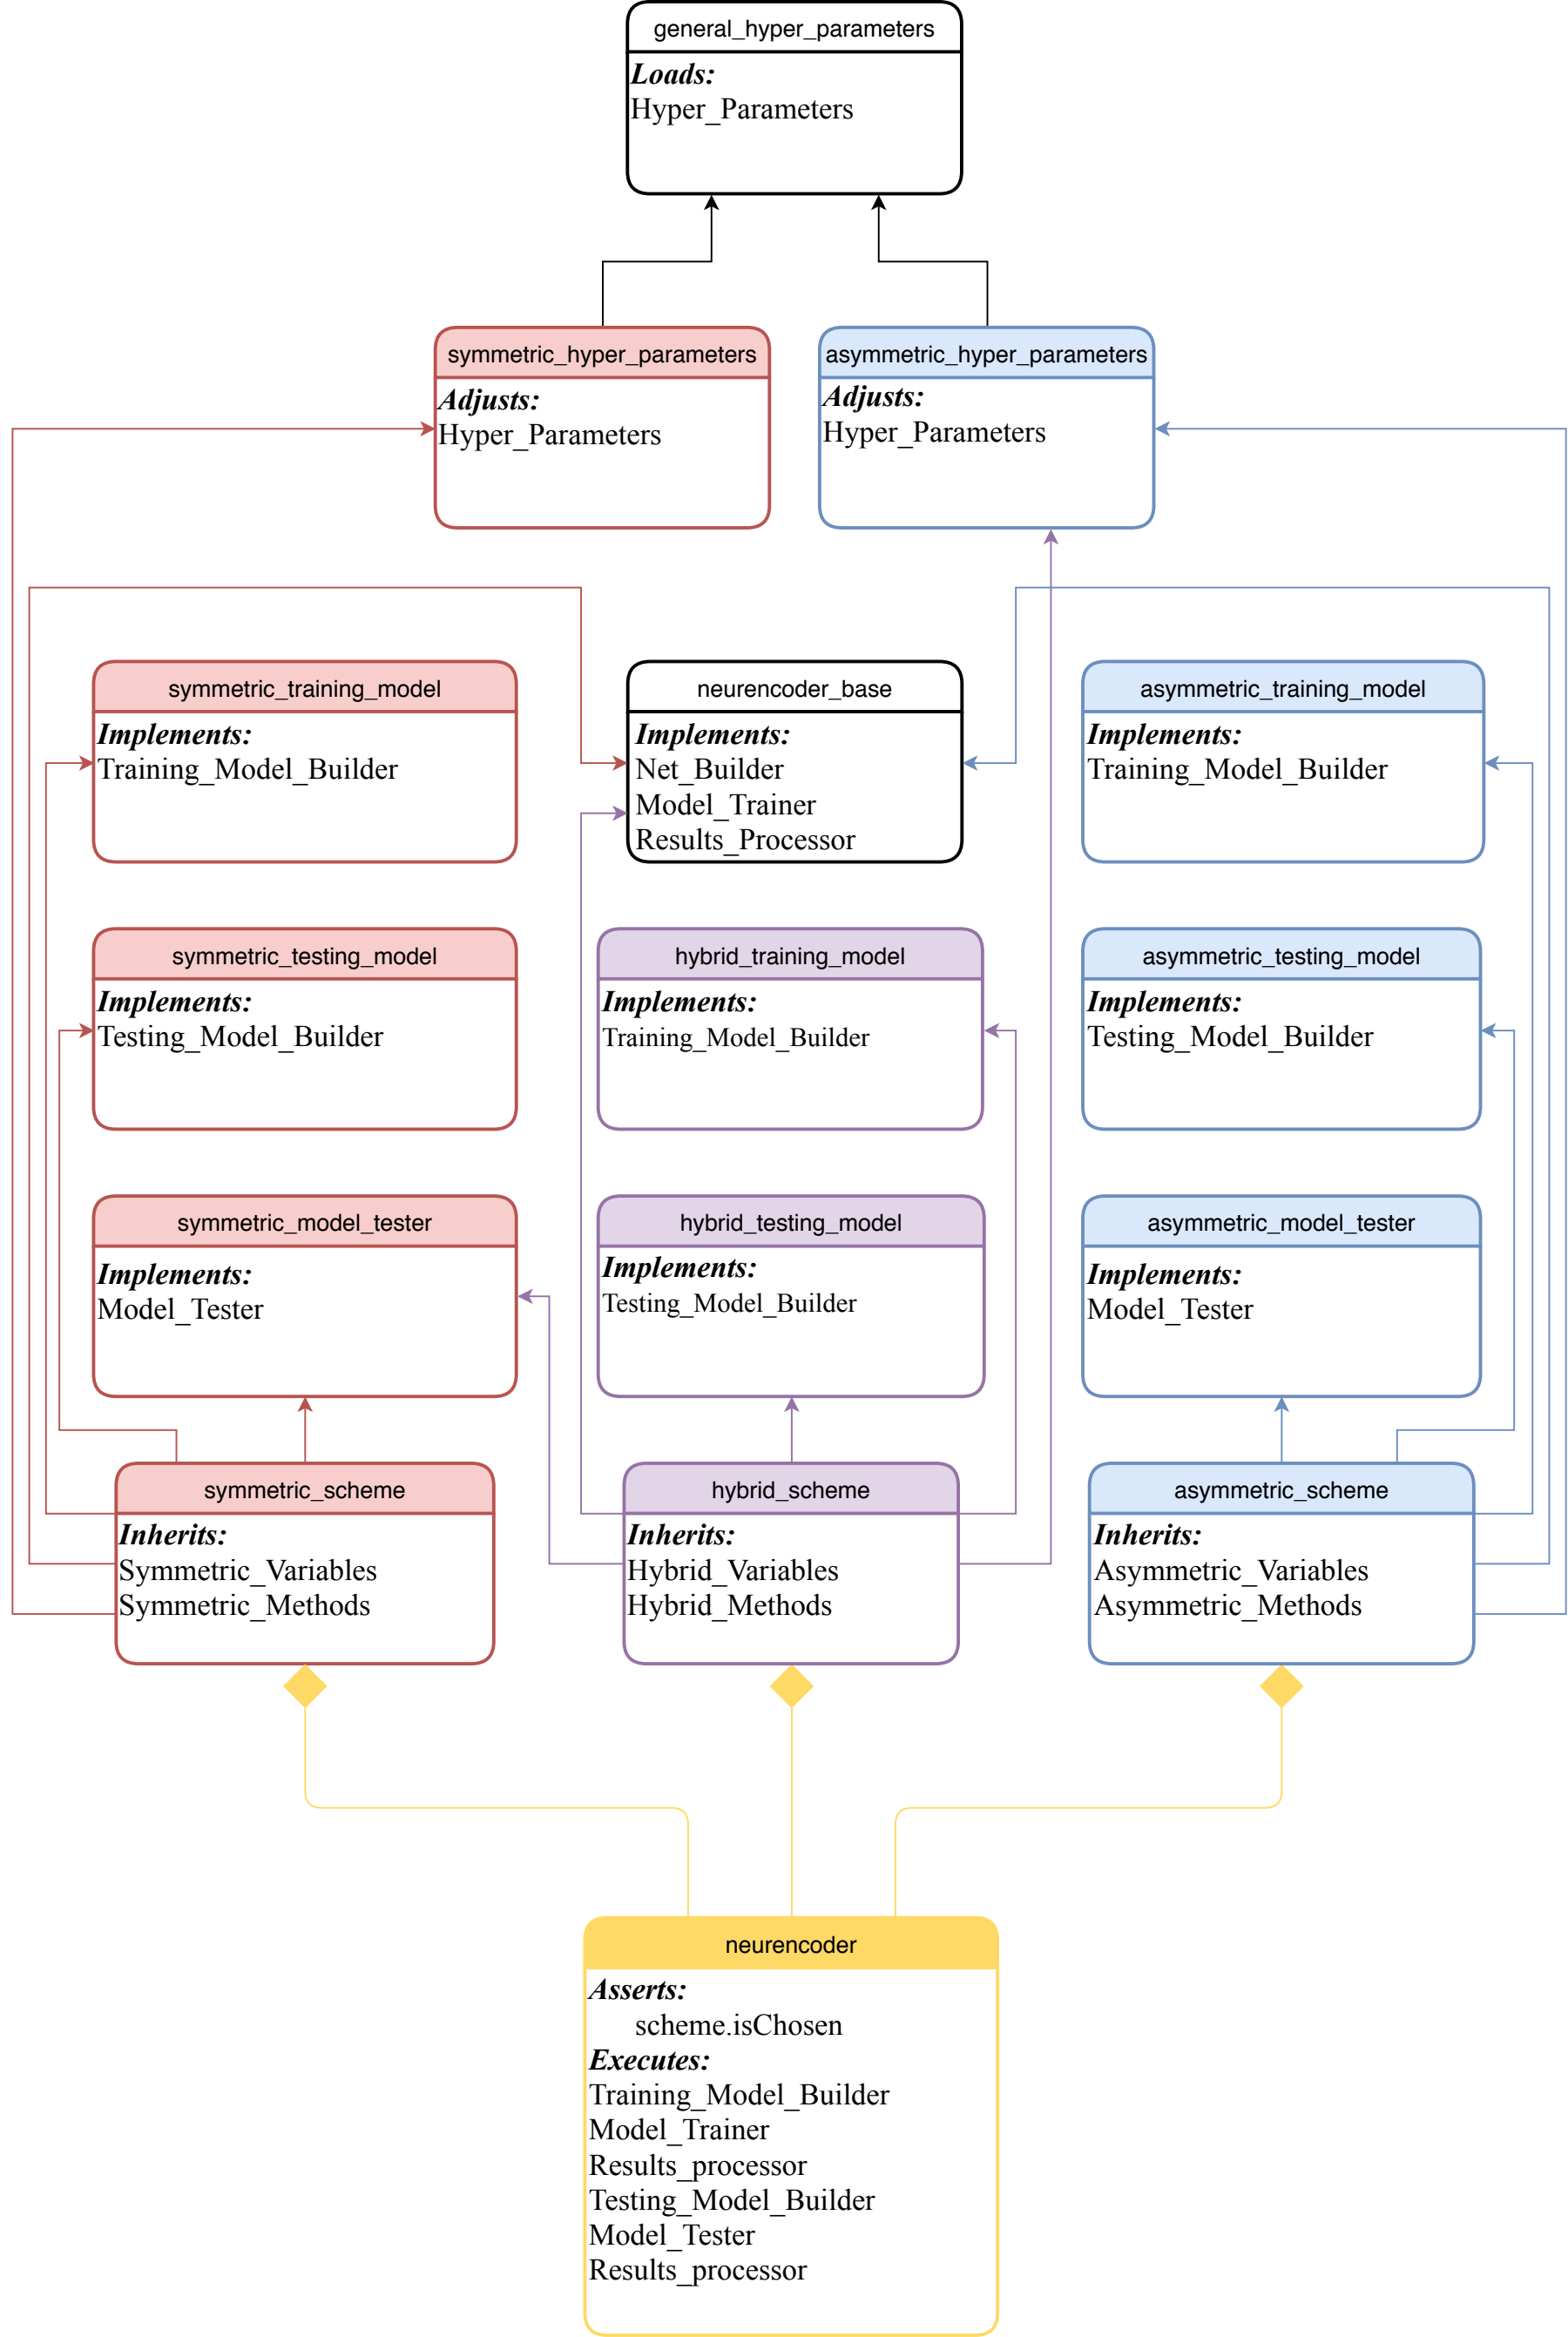 general_hyper_parameters
Loads:
Hyper_Parameters
symmetric_hyper_parameters
Adjusts:
Hyper_Parameters
asymmetric_hyper_parameters
Adjusts:
Hyper_Parameters
symmetric_training_model
Implements:
Training_Model_Builder
neurencoder_base
Implements:
Net_Builder
Model_Trainer
Results_Processor
asymmetric_training_model
Implements:
Training_Model_Builder
symmetric_testing_model
Implements:
Testing_Model_Builder
hybrid_training_model
Implements:
Training_Model_Builder
asymmetric_testing_model
Implements:
Testing_Model_Builder
symmetric_model_tester
Implements:
Model_Tester
hybrid_testing_model
Implements:
Testing_Model_Builder
asymmetric_model_tester
Implements:
Model_Tester
symmetric_scheme
Inherits:
Symmetric_Variables
Symmetric_Methods
hybrid_scheme
Inherits:
Hybrid_Variables
Hybrid_Methods
asymmetric_scheme
Inherits:
Asymmetric_Variables
Asymmetric_Methods
neurencoder
Asserts:
scheme.isChosen
Executes:
Training_Model_Builder
Model_Trainer
Results_processor
Testing_Model_Builder
Model_Tester
Results_processor